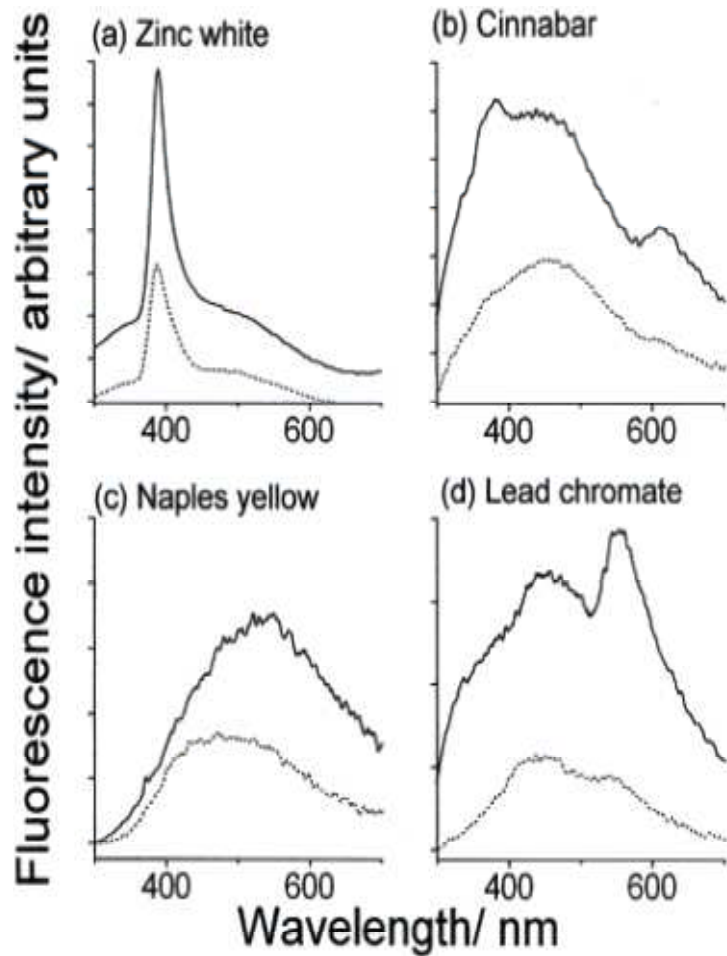 Fluorescence intensity/ arbitrary units
(a) Zinc white
400 600
(b) Cinnabar
400 600
(c) Naples yellow
400 600
(d) Lead chromate
400 600
Wavelength/ nm